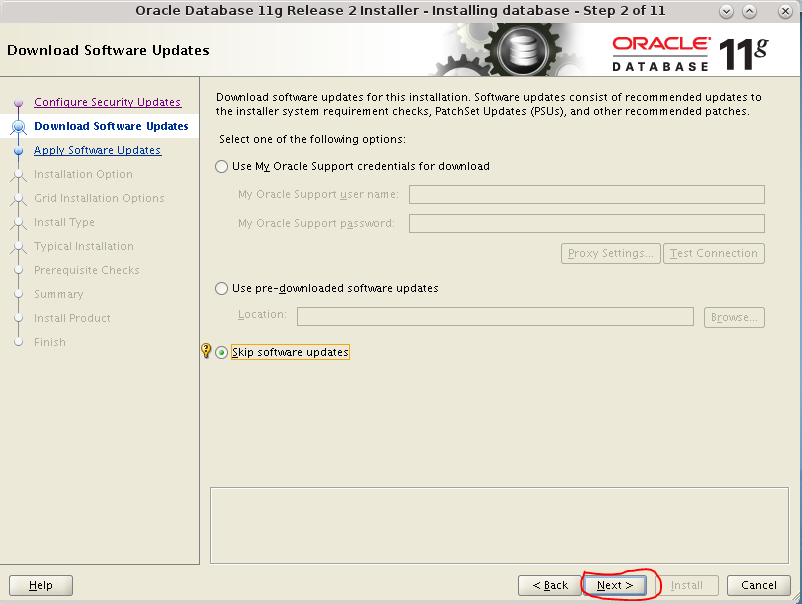 Oracle Database 11g Release 2 Installer - Installing database - Step 2 of 11
Download Software Updates
ORACLE
DATABASE 11g
Configure Security Updates
Download Software Updates
Apply Software Updates
Installation Option
Grid Installation Options
Install Type
Typical Installation
Prerequisite Checks
Summary
Install Product
Finish
Download software updates for this installation. Software updates consist of recommended updates to
the installer system requirement checks, PatchSet Updates (PSUs), and other recommended patches.
Select one of the following options:
Use My Oracle Support credentials for download
My Oracle Support user name:
My Oracle Support password:
Proxy Settings... Test Connection
Use pre-downloaded software updates
Location: Browse...
Skip software updates
Help < Back Next > Install Cancel